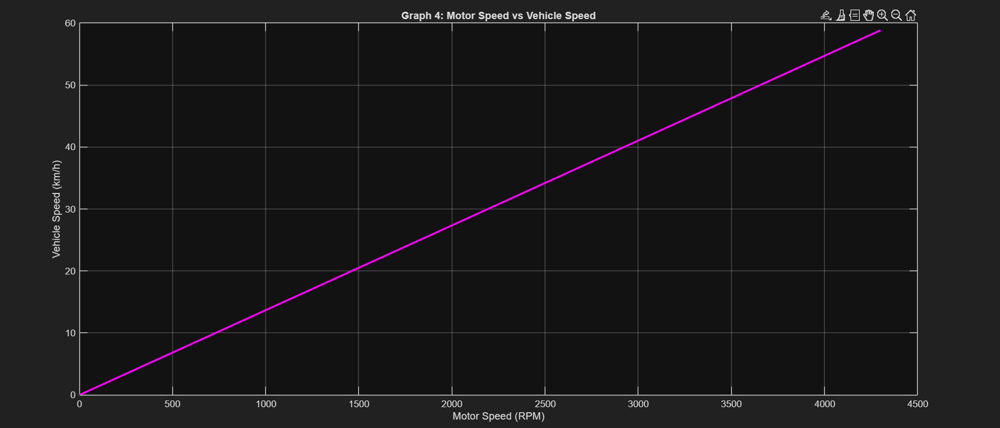 Graph 4: Motor Speed vs Vehicle Speed
60
50
40
30
20
10
0
Vehicle Speed (km/h)
0 500 1000 1500 2000 2500 3000 3500 4000 4500
Motor Speed (RPM)